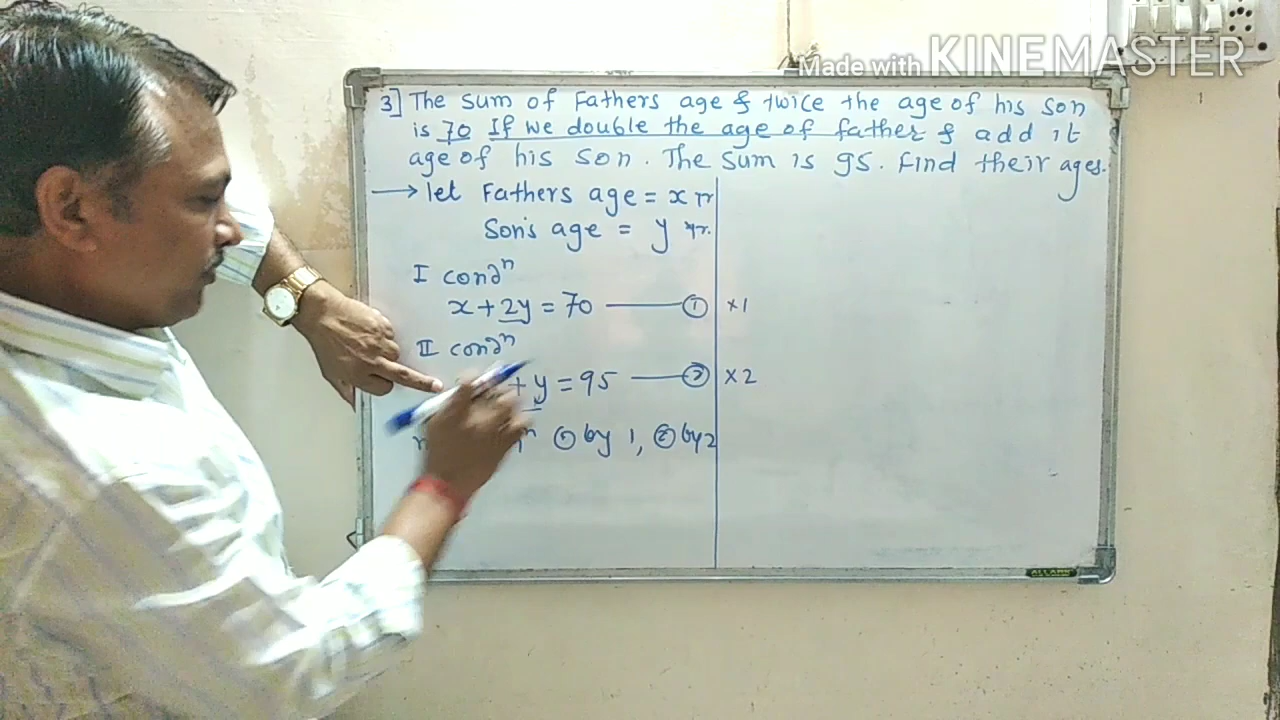 Made with KINEMASTER
3] The sum of Fathers age & twice the age of his son
is 70 If we double the age of father & add it
age of his son. The sum is 95. Find their ages.
→ let Fathers age = x
Son's age = y yr.
I condⁿ
x + 2y = 70 —— ① ×1
II condⁿ
+ y = 95 —— ② ×2
① by 1, ② by 2